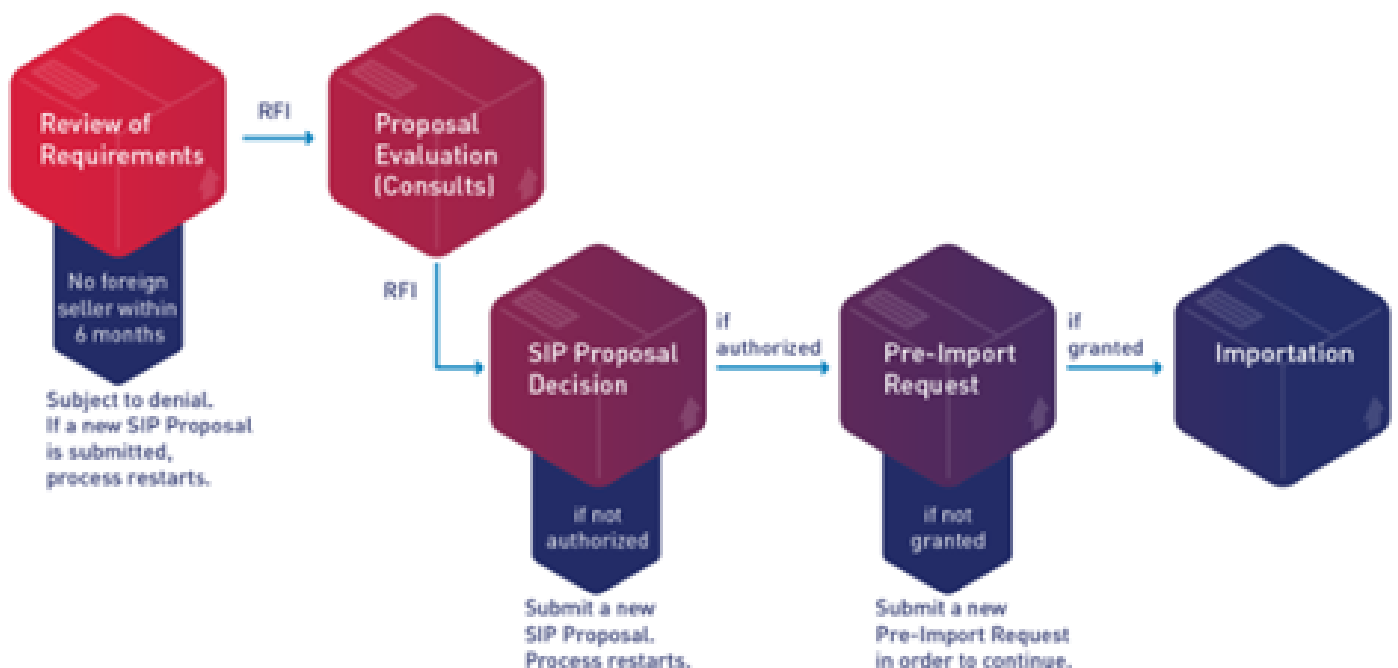 Review of
Requirements
RFI
Proposal
Evaluation
(Consults)
No foreign
seller within
6 months
Subject to denial.
If a new SIP Proposal
is submitted,
process restarts.
RFI
SIP Proposal
Decision
if
authorized
Pre-Import
Request
if
granted
Importation
if not
authorized
Submit a new
SIP Proposal.
Process restarts.
if not
granted
Submit a new
Pre-Import Request
in order to continue.